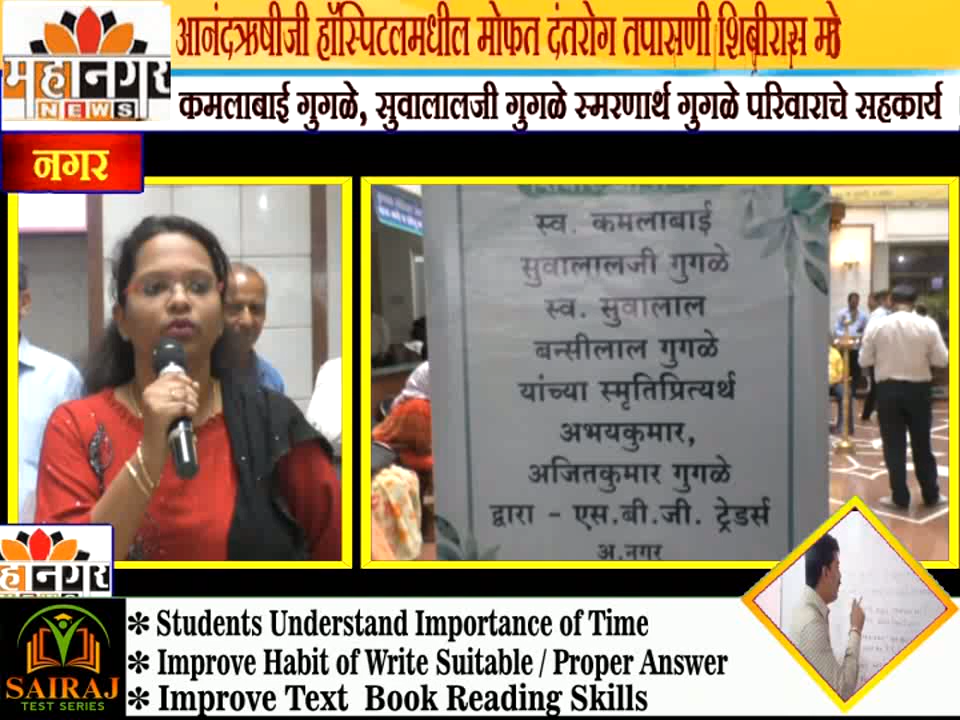 आनंदऋषीजी हॉस्पिटलमधील मोफत दंतरोग तपासणी शिबीरास
महानगर
NEWS
कमलाबाई गुगळे, सुवालालजी गुगळे स्मरणार्थ गुगळे परिवाराचे सहकार्य
नगर
स्व. कमलाबाई
सुवालालजी गुगळे
स्व. सुवालाल
बन्सीलाल गुगळे
यांच्या स्मृतिप्रित्यर्थ
अभयकुमार,
अजितकुमार गुगळे
द्वारा - एस.बी.जी. ट्रेडर्स
अ.नगर
हानगर
SAIRAJ
TEST SERIES
* Students Understand Importance of Time
* Improve Habit of Write Suitable / Proper Answer
* Improve Text Book Reading Skills